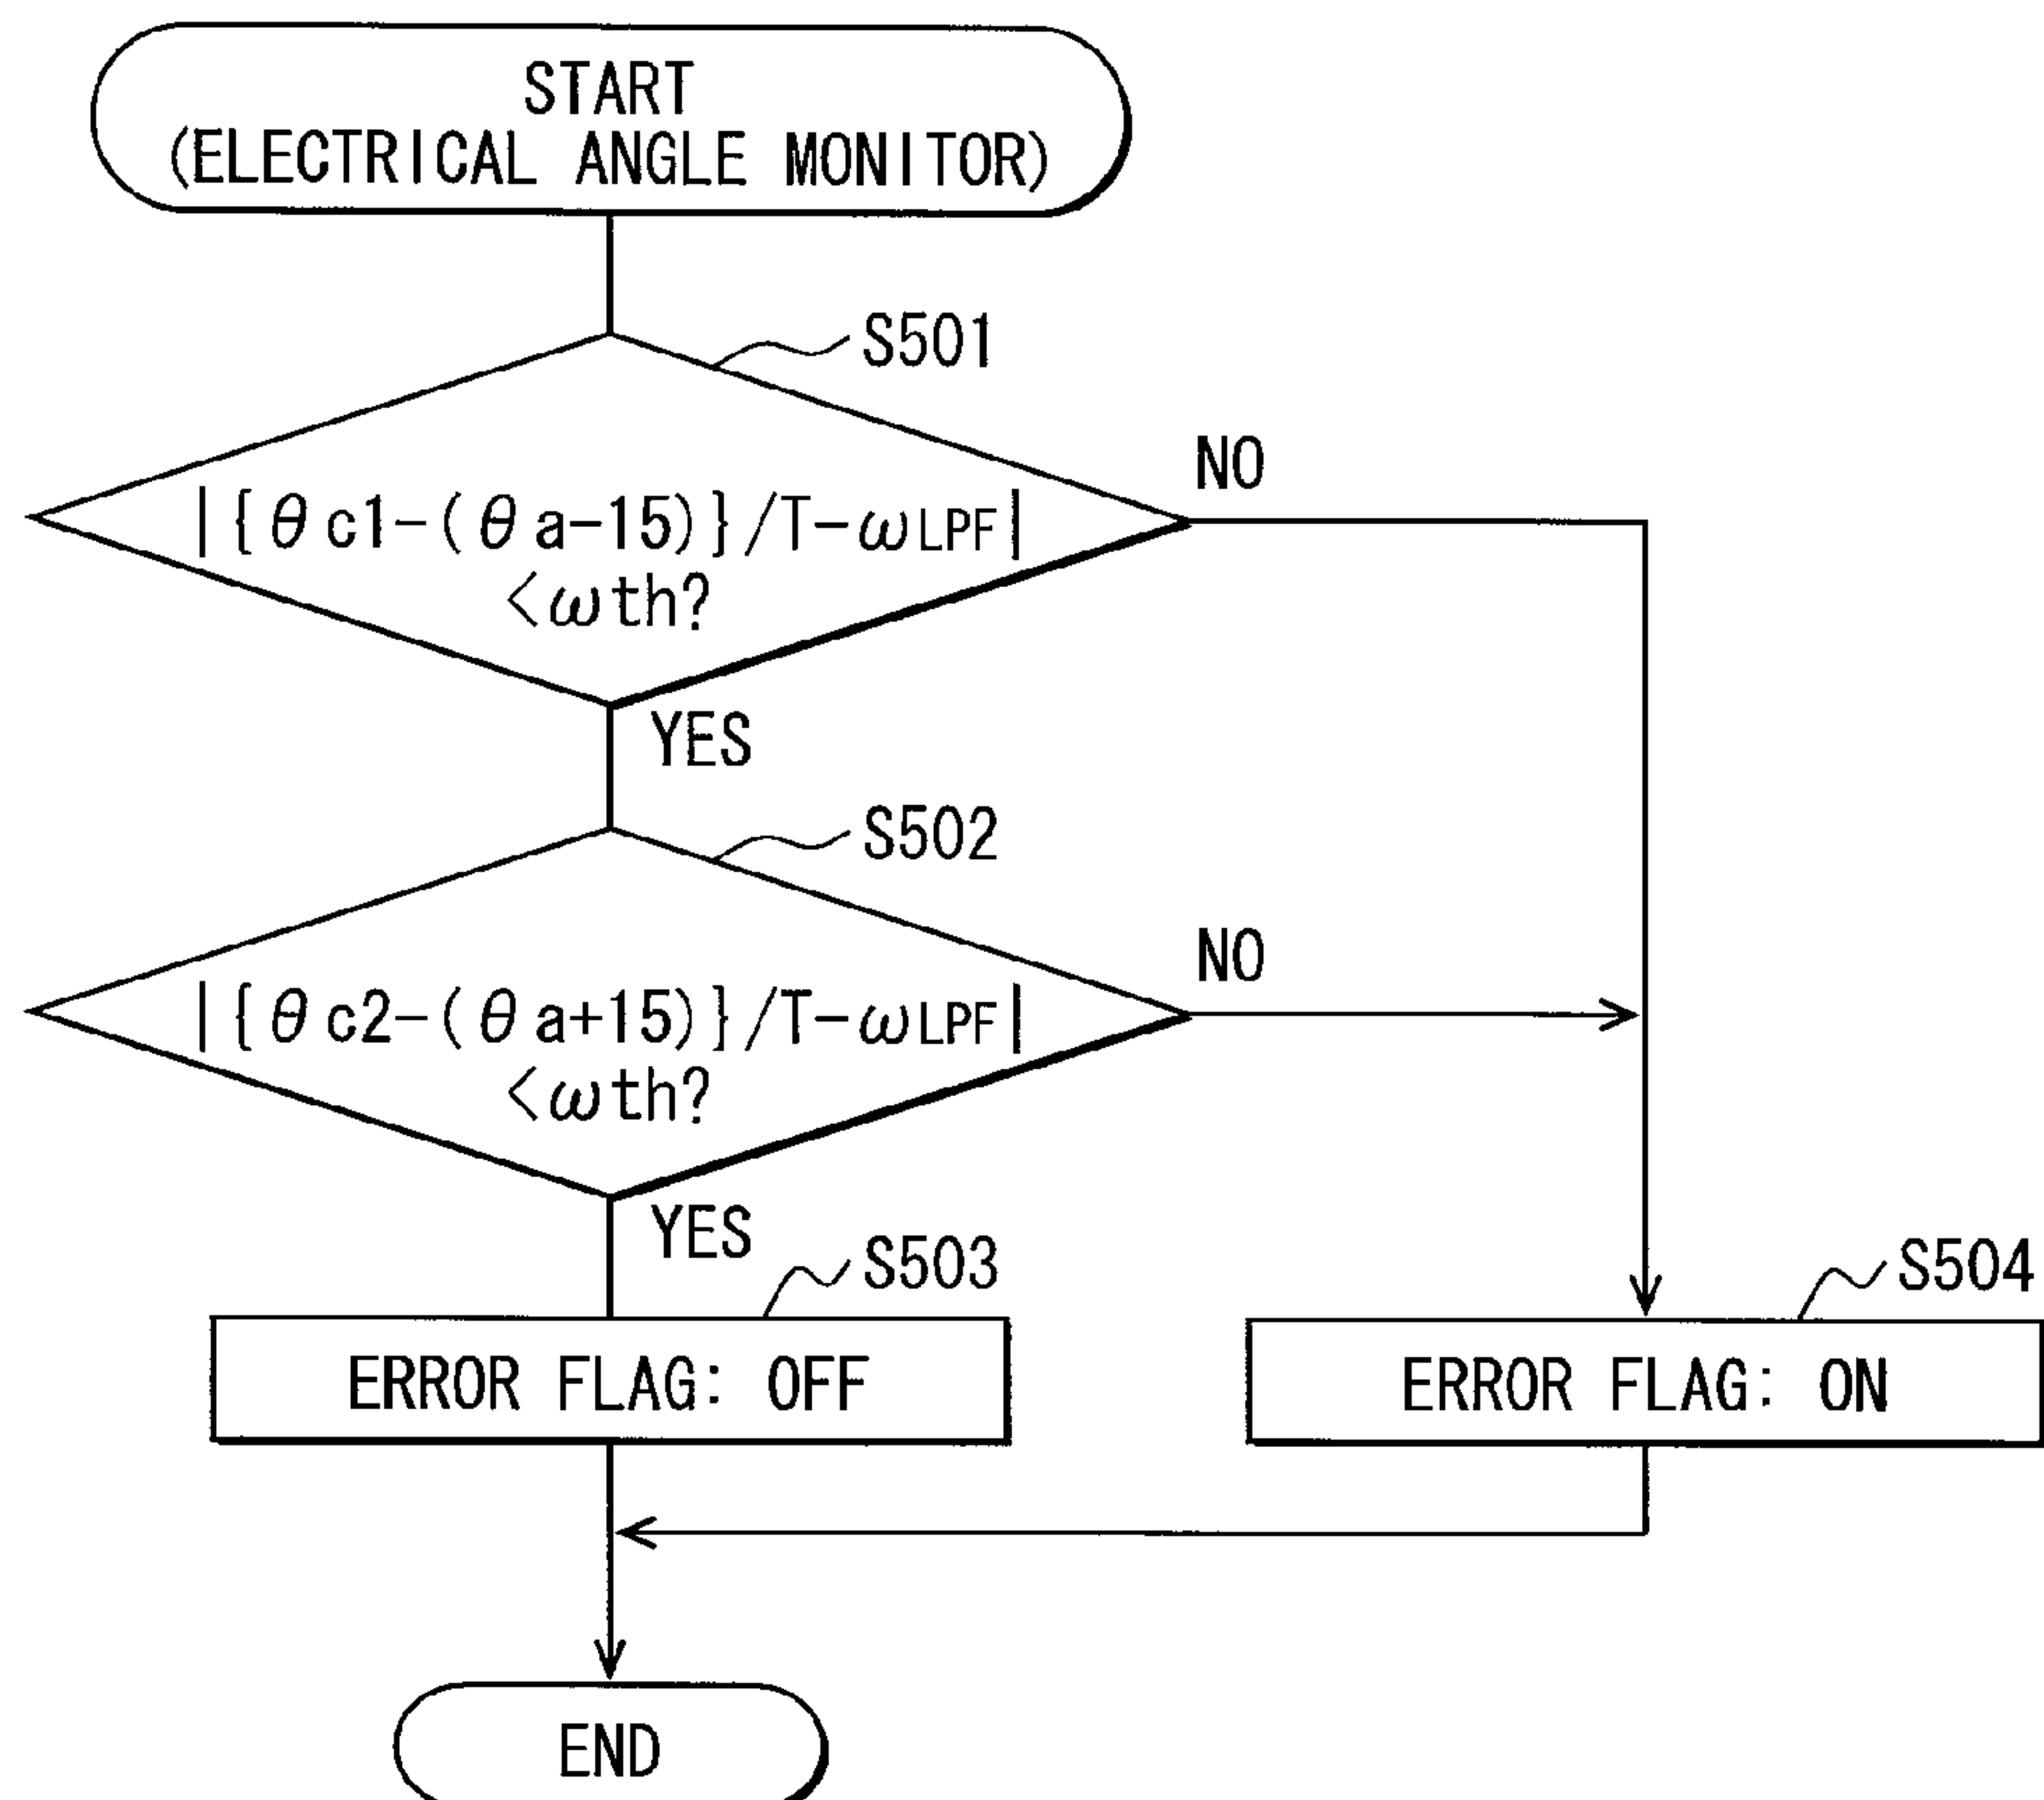 START
(ELECTRICAL ANGLE MONITOR)
S501
NO
|{θc1-(θa-15)}/T-ωLPF|
<ωth?
YES
S502
NO
|{θc2-(θa+15)}/T-ωLPF|
<ωth?
YES
S503
S504
ERROR FLAG: OFF
ERROR FLAG: ON
END